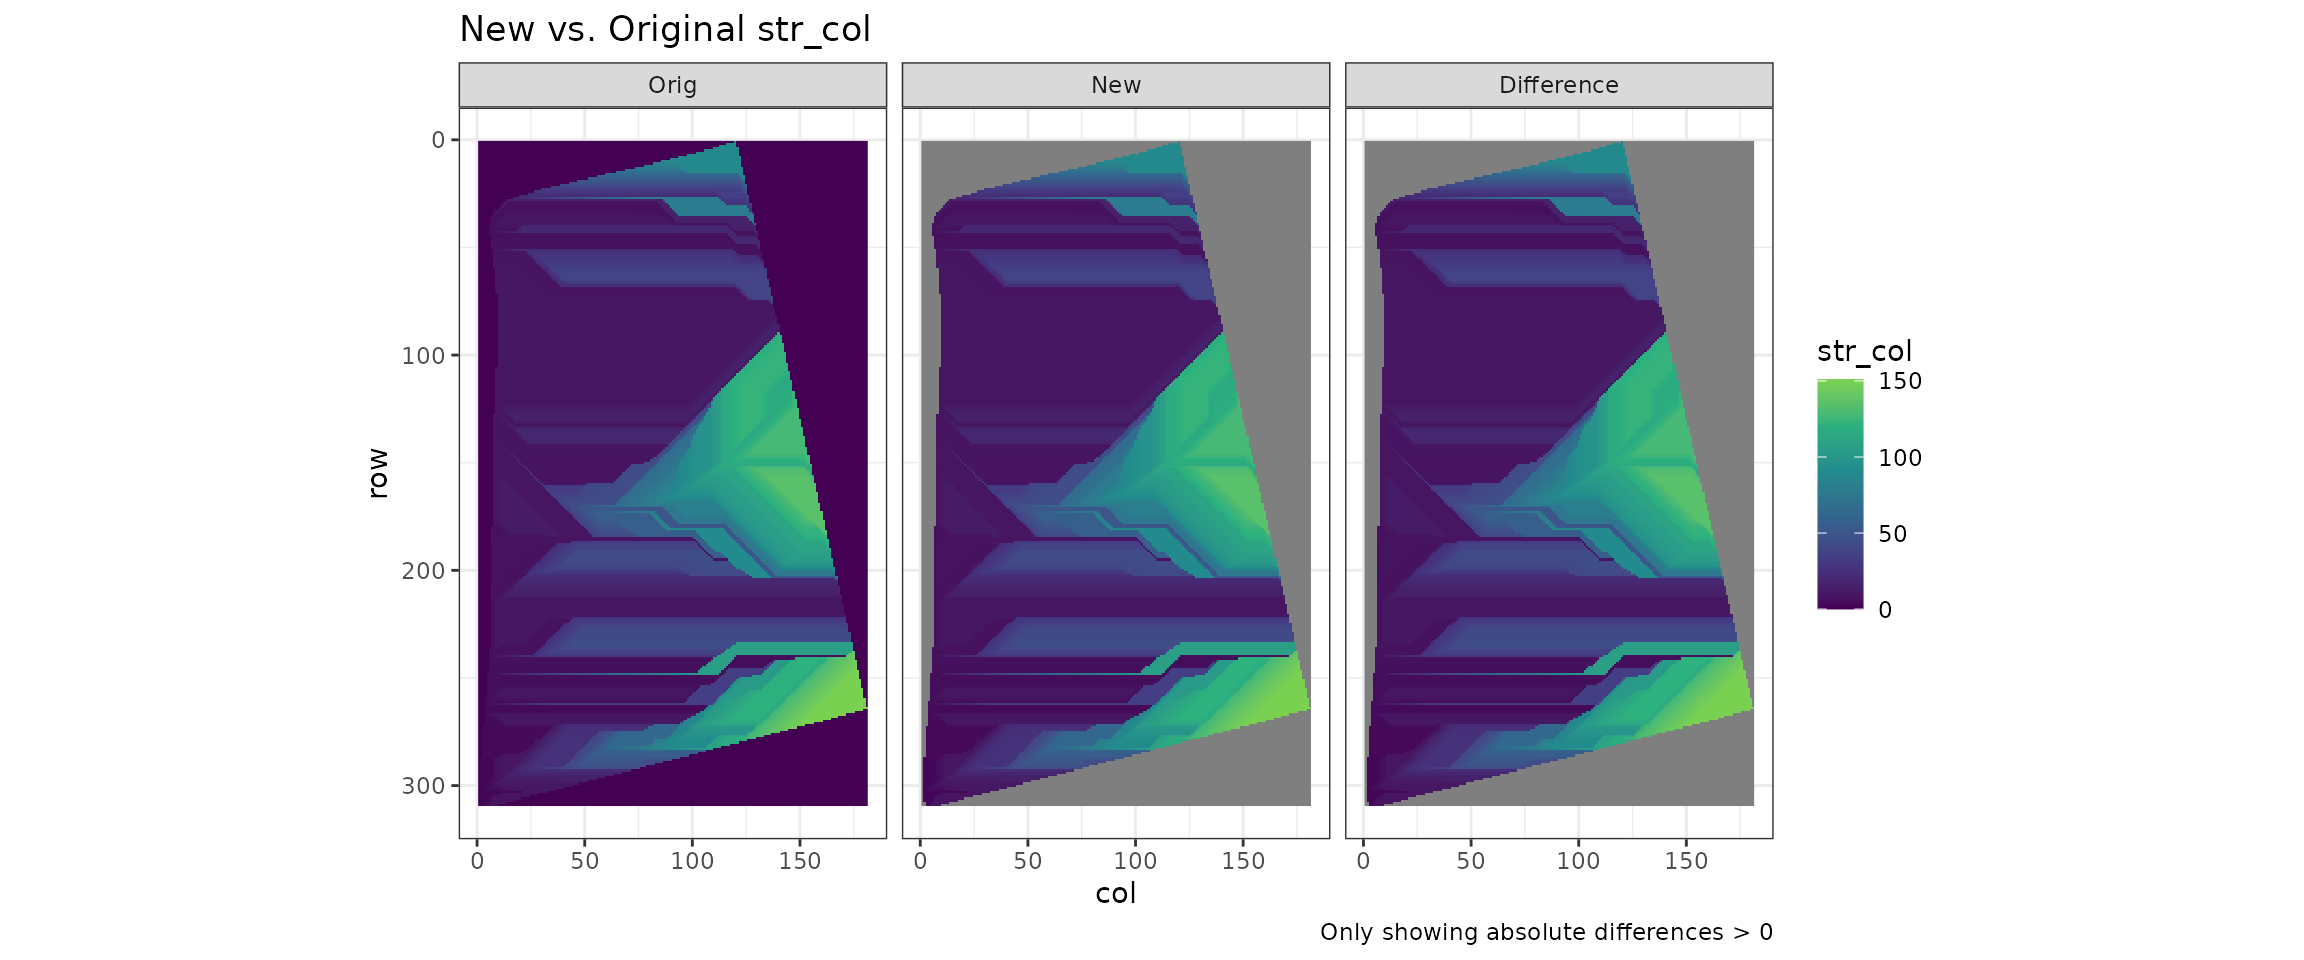 New vs. Original str_col
Orig New Difference
0
100
200
300
row
0 50 100 150 0 50 100 150 0 50 100 150
col
str_col
150
100
50
0
Only showing absolute differences > 0